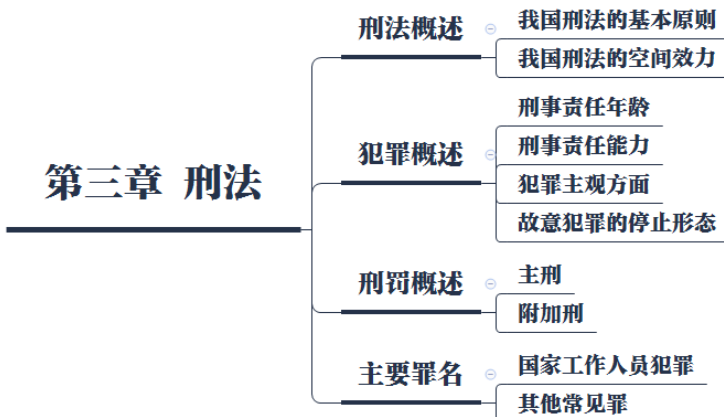 第三章 刑法
刑法概述
我国刑法的基本原则
我国刑法的空间效力
犯罪概述
刑事责任年龄
刑事责任能力
犯罪主观方面
故意犯罪的停止形态
刑罚概述
主刑
附加刑
主要罪名
国家工作人员犯罪
其他常见罪